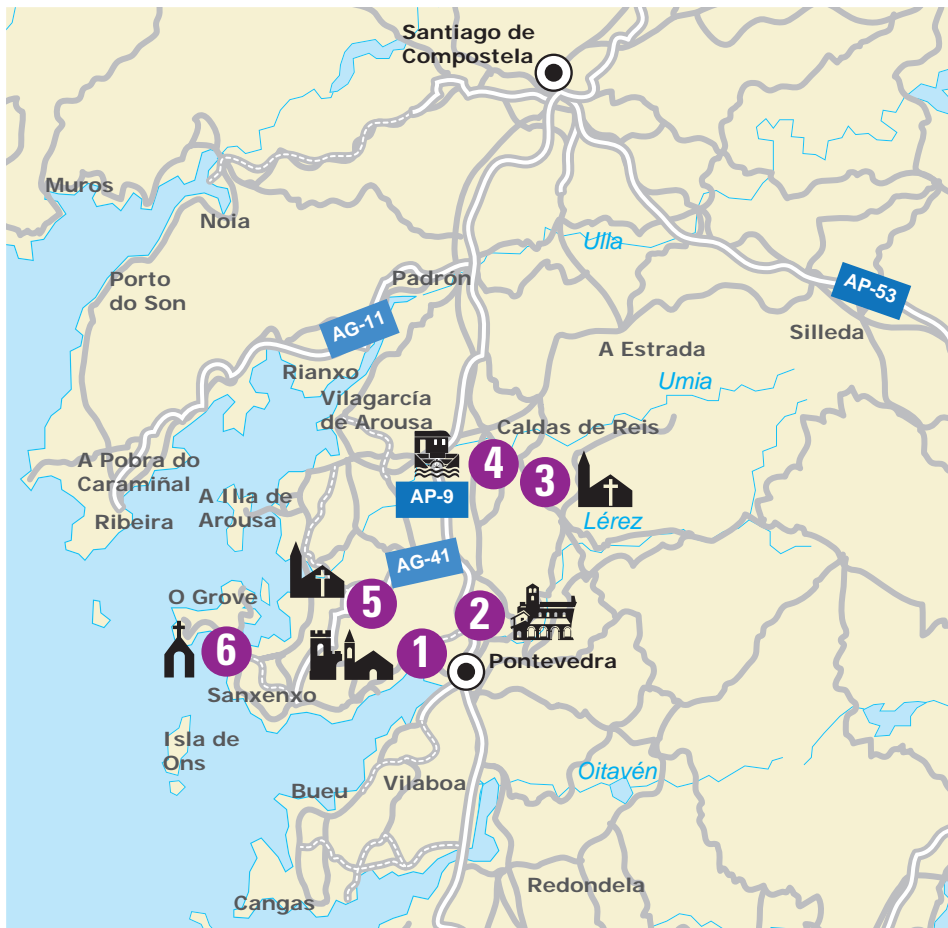 Santiago de
Compostela
Muros
Noia
Ulla
Porto
do Son
Padrón
AP-53
AG-11
Silleda
A Estrada
Rianxo
Umia
Vilagarcía
de Arousa
Caldas de Reis
A Pobra do
Caramiñal
4
3
AP-9
A Illa de
Arousa
Ribeira
Lérez
AG-41
O Grove
5
2
6
1
Pontevedra
Sanxenxo
Isla de
Ons
Oitavén
Bueu
Vilaboa
Redondela
Cangas